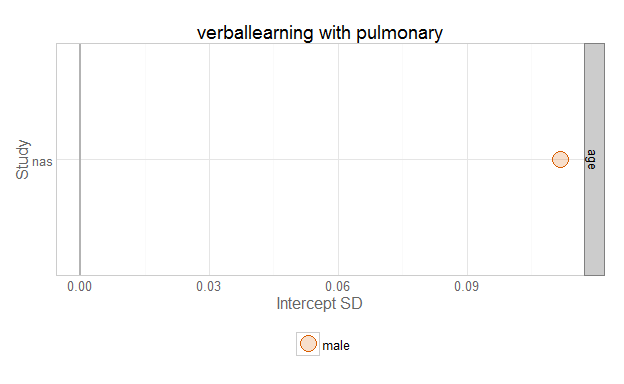 verballearning with pulmonary
Study
nas
age
0.00 0.03 0.06 0.09
Intercept SD
male